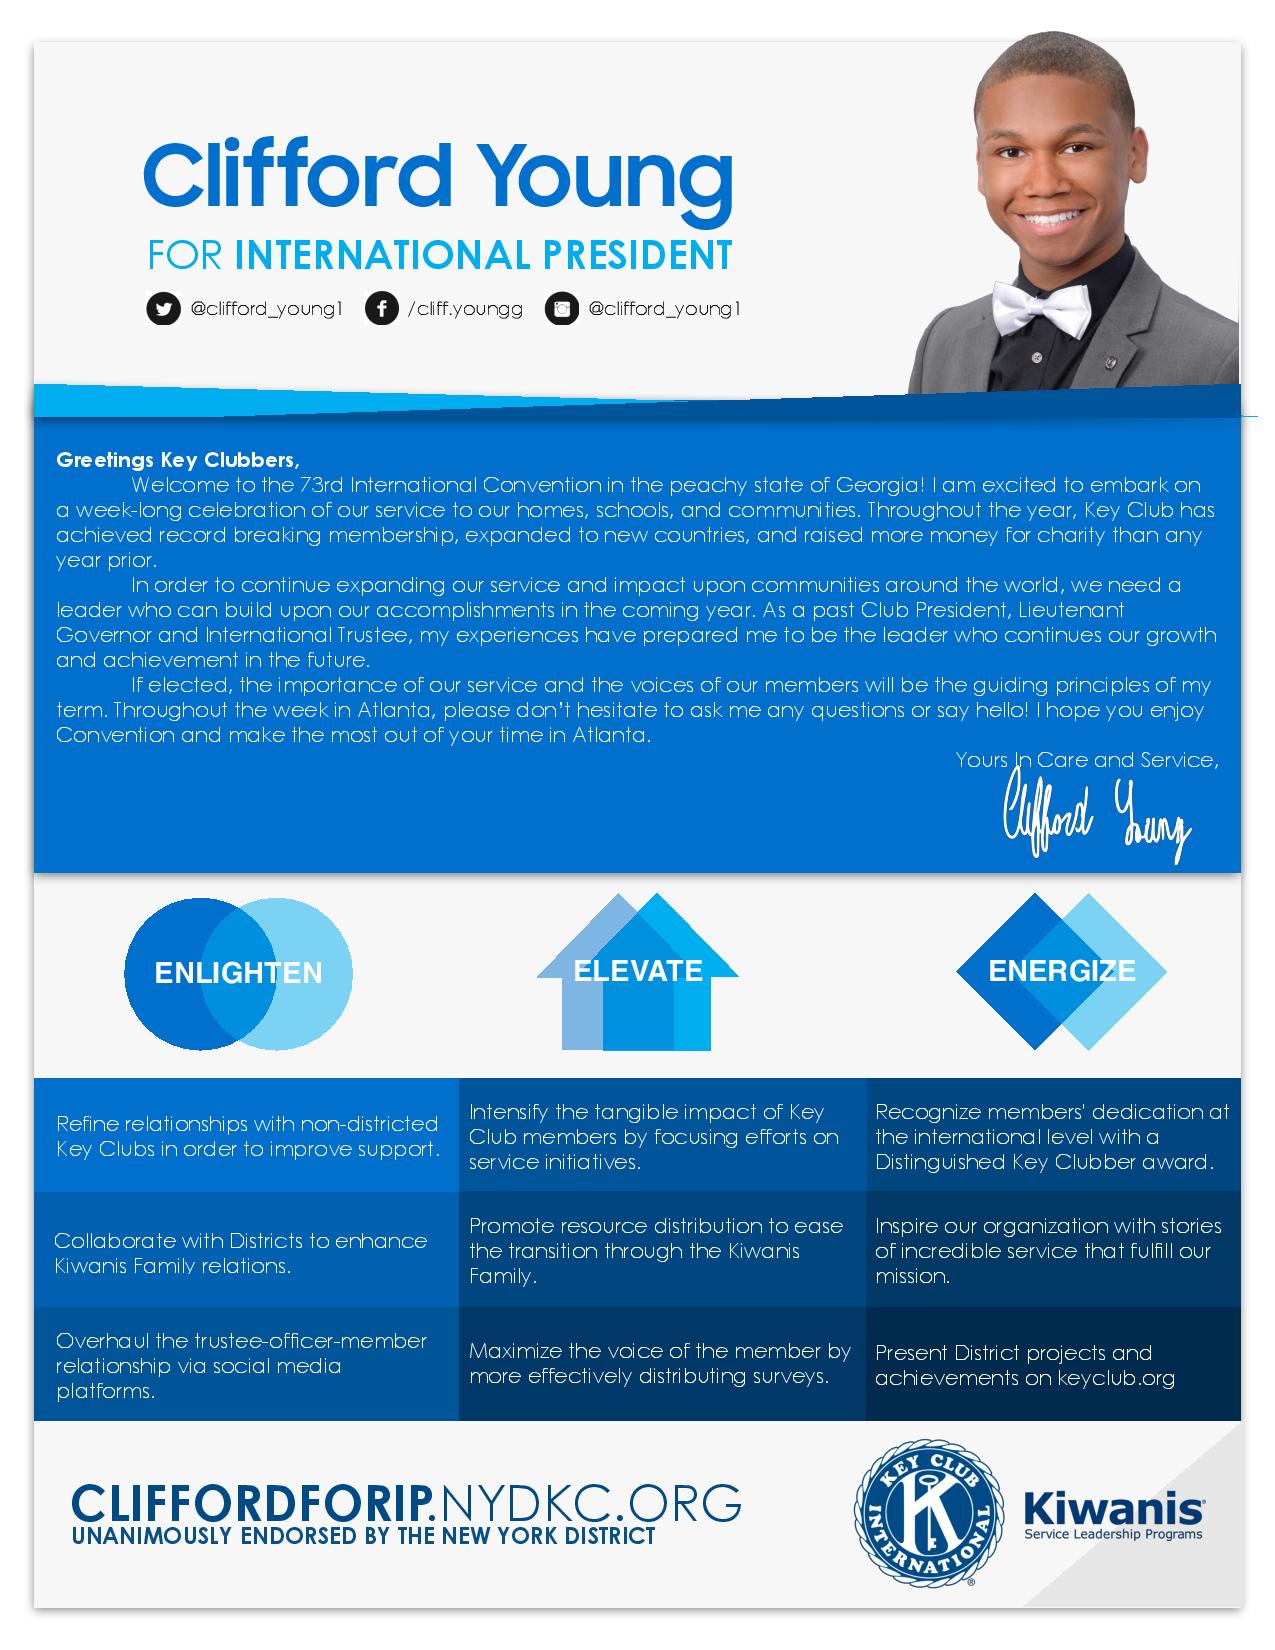 Clifford Young
FOR INTERNATIONAL PRESIDENT
@clifford_young1 /cliff.youngg @clifford_young1
Greetings Key Clubbers,
Welcome to the 73rd International Convention in the peachy state of Georgia! I am excited to embark on
a week-long celebration of our service to our homes, schools, and communities. Throughout the year, Key Club has
achieved record breaking membership, expanded to new countries, and raised more money for charity than any
year prior.
In order to continue expanding our service and impact upon communities around the world, we need a
leader who can build upon our accomplishments in the coming year. As a past Club President, Lieutenant
Governor and International Trustee, my experiences have prepared me to be the leader who continues our growth
and achievement in the future.
If elected, the importance of our service and the voices of our members will be the guiding principles of my
term. Throughout the week in Atlanta, please don't hesitate to ask me any questions or say hello! I hope you enjoy
Convention and make the most out of your time in Atlanta.
Yours In Care and Service,
Clifford Young
ENLIGHTEN
Refine relationships with non-districted
Key Clubs in order to improve support.
Collaborate with Districts to enhance
Kiwanis Family relations.
Overhaul the trustee-officer-member
relationship via social media
platforms.
ELEVATE
Intensify the tangible impact of Key
Club members by focusing efforts on
service initiatives.
Promote resource distribution to ease
the transition through the Kiwanis
Family.
Maximize the voice of the member by
more effectively distributing surveys.
ENERGIZE
Recognize members' dedication at
the international level with a
Distinguished Key Clubber award.
Inspire our organization with stories
of incredible service that fulfill our
mission.
Present District projects and
achievements on keyclub.org
CLIFFORDFORIP.NYDKC.ORG
UNANIMOUSLY ENDORSED BY THE NEW YORK DISTRICT
KEY CLUB
INTERNATIONAL
K
®
Kiwanis®
Service Leadership Programs